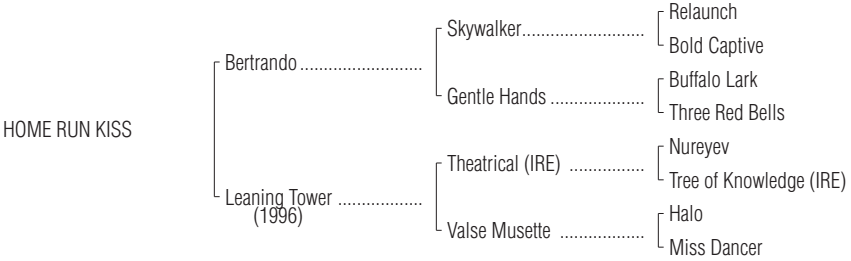 Relaunch
Skywalker..........................
Bold Captive
Bertrando ..........................
Buffalo Lark
Gentle Hands ....................
Three Red Bells
HOME RUN KISS
Nureyev
Theatrical (IRE) ................
Tree of Knowledge (IRE)
Leaning Tower ..................
(1996)
Halo
Valse Musette ..................
Miss Dancer